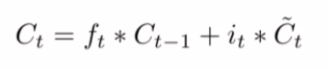 C_t = f_t * C_{t-1} + i_t * \tilde{C}_t